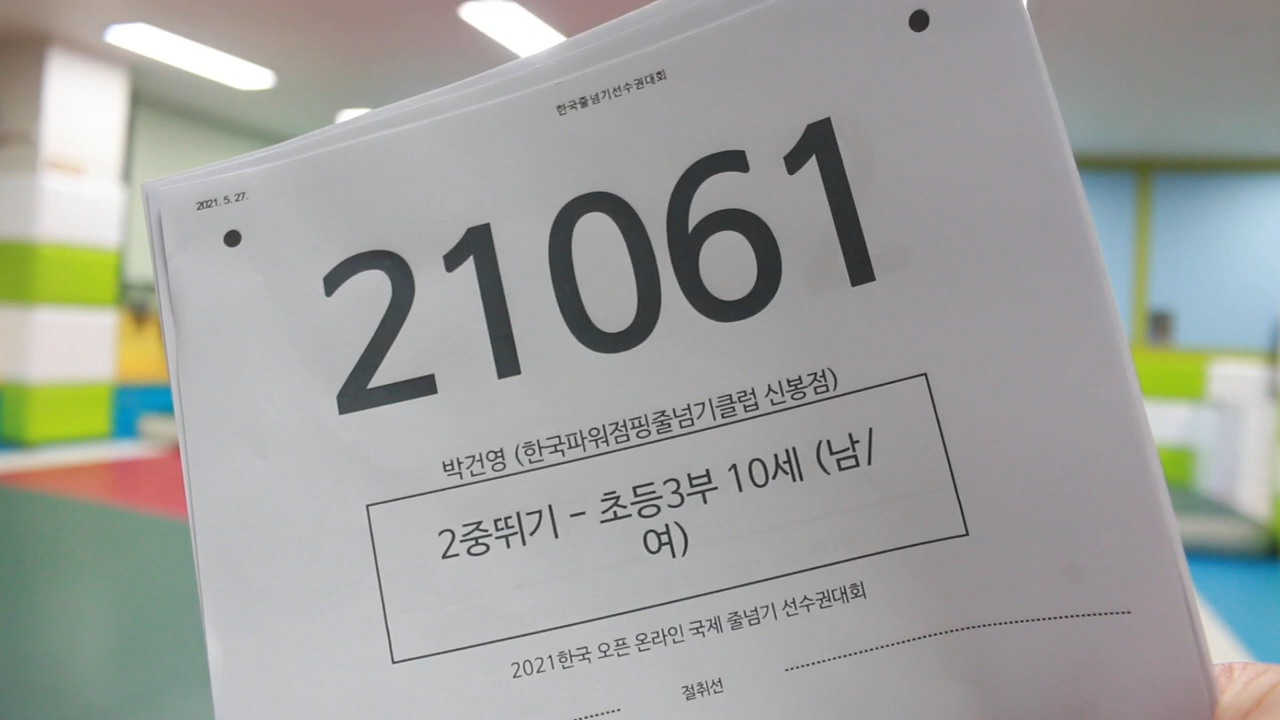 한국줄넘기선수권대회
2021. 5. 27.
21061
박건영 (한국파워점핑줄넘기클럽 신봉점)
2중뛰기 - 초등3부 10세 (남/
여)
2021한국 오픈 온라인 국제 줄넘기 선수권대회
절취선